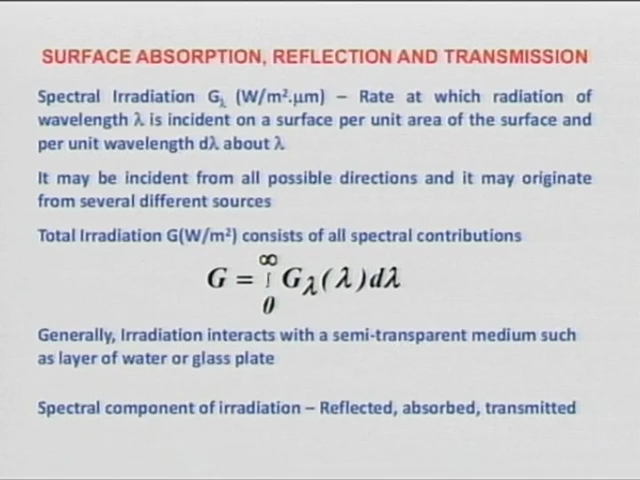 SURFACE ABSORPTION, REFLECTION AND TRANSMISSION
Spectral Irradiation Gλ (W/m².μm) – Rate at which radiation of
wavelength λ is incident on a surface per unit area of the surface and
per unit wavelength dλ about λ
It may be incident from all possible directions and it may originate
from several different sources
Total Irradiation G(W/m²) consists of all spectral contributions
G = ∫₀^∞ Gλ(λ)dλ
Generally, Irradiation interacts with a semi-transparent medium such
as layer of water or glass plate
Spectral component of irradiation – Reflected, absorbed, transmitted